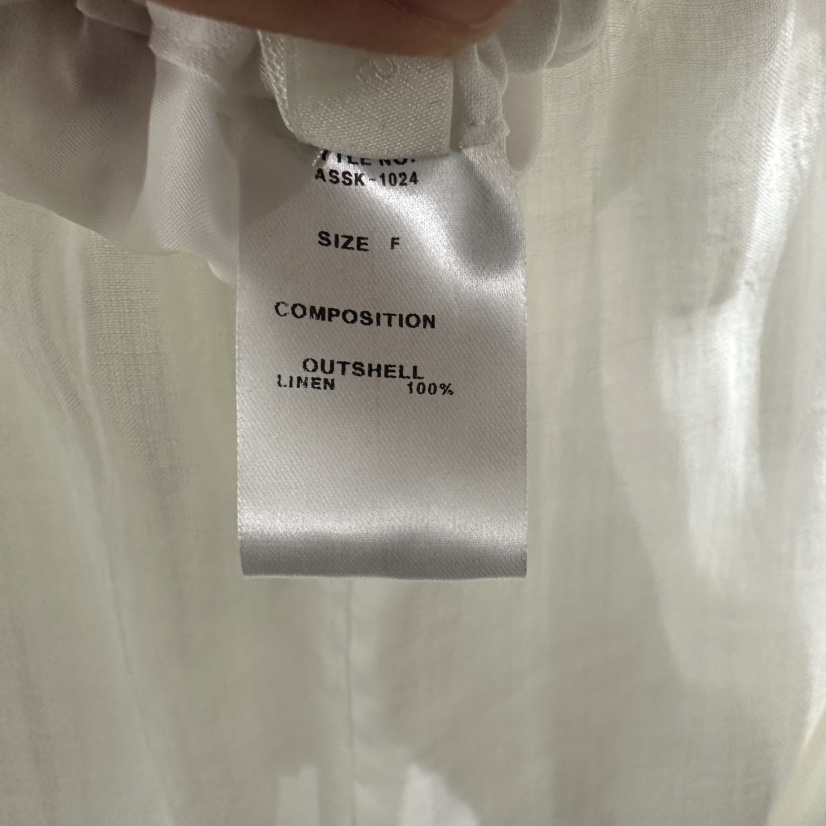 ASSK-1024
SIZE F
COMPOSITION
OUTSHELL
LINEN 100%